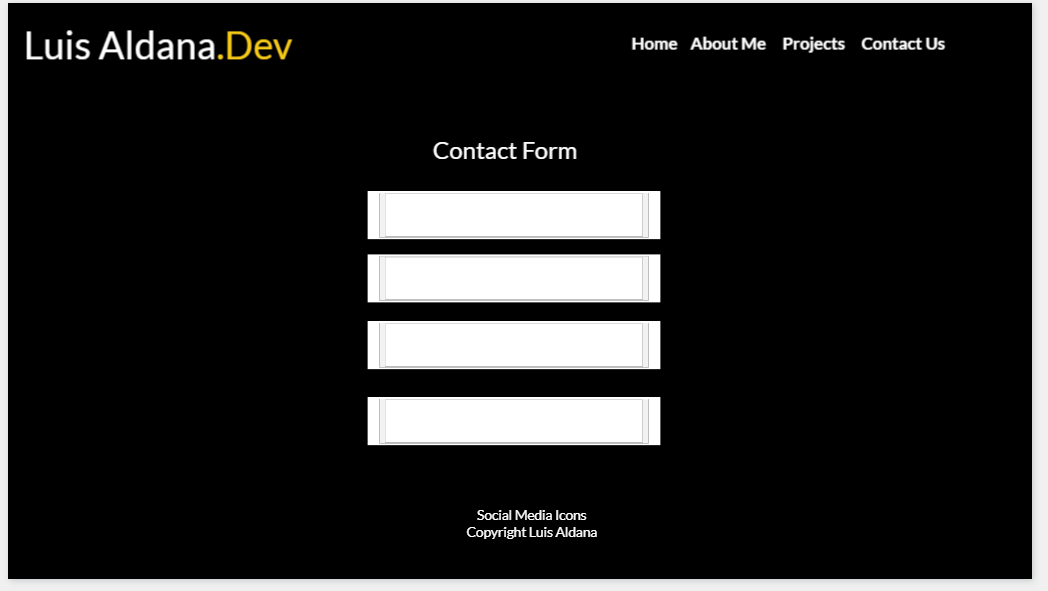 Luis Aldana.Dev
Home About Me Projects Contact Us
Contact Form
Social Media Icons
Copyright Luis Aldana